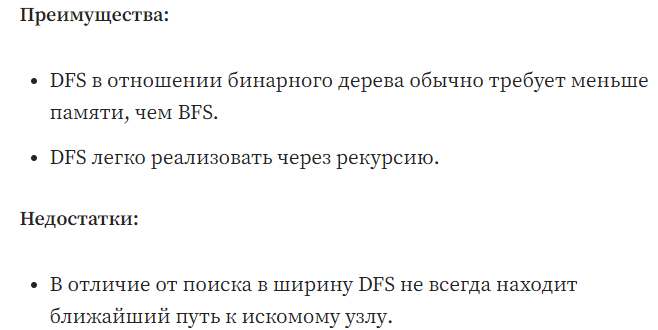 Преимущества:
• DFS в отношении бинарного дерева обычно требует меньше
памяти, чем BFS.
• DFS легко реализовать через рекурсию.
Недостатки:
• В отличие от поиска в ширину DFS не всегда находит
ближайший путь к искомому узлу.